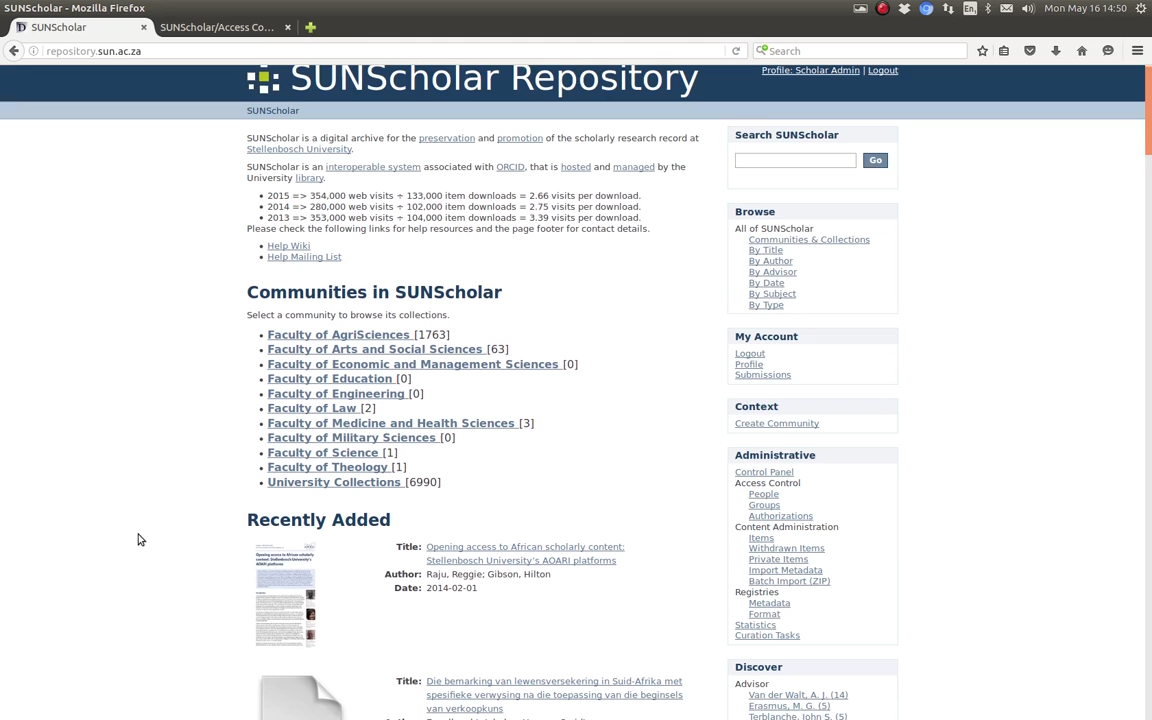 SUNScholar - Mozilla Firefox
En
Mon May 16 14:50
SUNScholar
SUNScholar/Access Co...
repository.sun.ac.za
Search
SUNScholar Repository
Profile: Scholar Admin | Logout
SUNScholar
SUNScholar is a digital archive for the preservation and promotion of the scholarly research record at
Stellenbosch University.
SUNScholar is an interoperable system associated with ORCID, that is hosted and managed by the
University library.
• 2015 => 354,000 web visits ÷ 133,000 item downloads = 2.66 visits per download.
• 2014 => 280,000 web visits ÷ 102,000 item downloads = 2.75 visits per download.
• 2013 => 353,000 web visits ÷ 104,000 item downloads = 3.39 visits per download.
Please check the following links for help resources and the page footer for contact details.
• Help Wiki
• Help Mailing List
Communities in SUNScholar
Select a community to browse its collections.
• Faculty of AgriSciences [1763]
• Faculty of Arts and Social Sciences [63]
• Faculty of Economic and Management Sciences [0]
• Faculty of Education [0]
• Faculty of Engineering [0]
• Faculty of Law [2]
• Faculty of Medicine and Health Sciences [3]
• Faculty of Military Sciences [0]
• Faculty of Science [1]
• Faculty of Theology [1]
• University Collections [6990]
Recently Added
Title: Opening access to African scholarly content:
Stellenbosch University's AOARI platforms
Author: Raju, Reggie; Gibson, Hilton
Date: 2014-02-01
Title: Die bemarking van lewensversekering in Suid-Afrika met
spesifieke verwysing na die toepassing van die beginsels
van verkoopkuns
Search SUNScholar
Go
Browse
All of SUNScholar
Communities & Collections
By Title
By Author
By Advisor
By Date
By Subject
By Type
My Account
Logout
Profile
Submissions
Context
Create Community
Administrative
Control Panel
Access Control
People
Groups
Authorizations
Content Administration
Items
Withdrawn Items
Private Items
Import Metadata
Batch Import (ZIP)
Registries
Metadata
Format
Statistics
Curation Tasks
Discover
Advisor
Van der Walt, A. J. (14)
Erasmus, M. G. (5)
Terblanche, John S. (5)